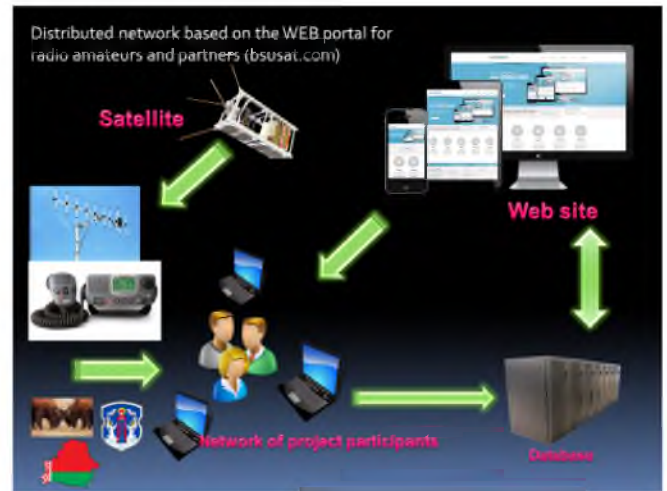 Distributed network based on the WEB portal for
radio amateurs and partners (bsusat.com)
Satellite
Web site
Network of project participants
Database